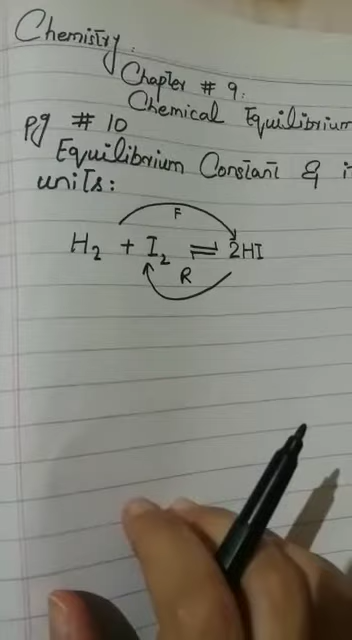 Chemistry:
Chapter # 9:
Chemical Equilibrium
pg # 10
Equilibrium Constant &
units:
F
H₂ + I₂ ⇌ 2HI
R